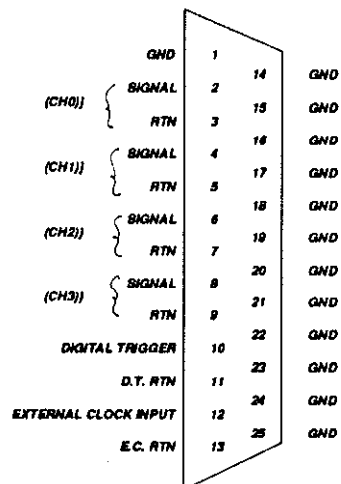 GND 1
14 GND
(CH0)} SIGNAL 2
15 GND
RTN 3
16 GND
(CH1)} SIGNAL 4
17 GND
RTN 5
18 GND
(CH2)} SIGNAL 6
19 GND
RTN 7
20 GND
(CH3)} SIGNAL 8
21 GND
RTN 9
22 GND
DIGITAL TRIGGER 10
23 GND
D.T. RTN 11
24 GND
EXTERNAL CLOCK INPUT 12
25 GND
E.C. RTN 13